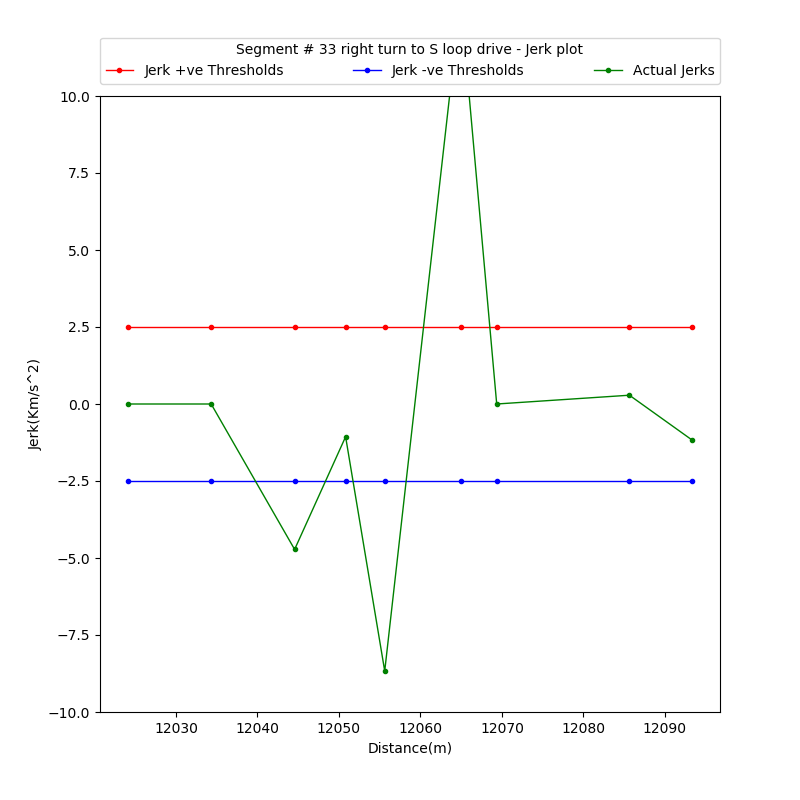 Segment # 33 right turn to S loop drive - Jerk plot
Jerk +ve Thresholds Jerk -ve Thresholds Actual Jerks
10.0
7.5
5.0
2.5
0.0
−2.5
−5.0
−7.5
−10.0
Jerk(Km/s^2)
12030 12040 12050 12060 12070 12080 12090
Distance(m)